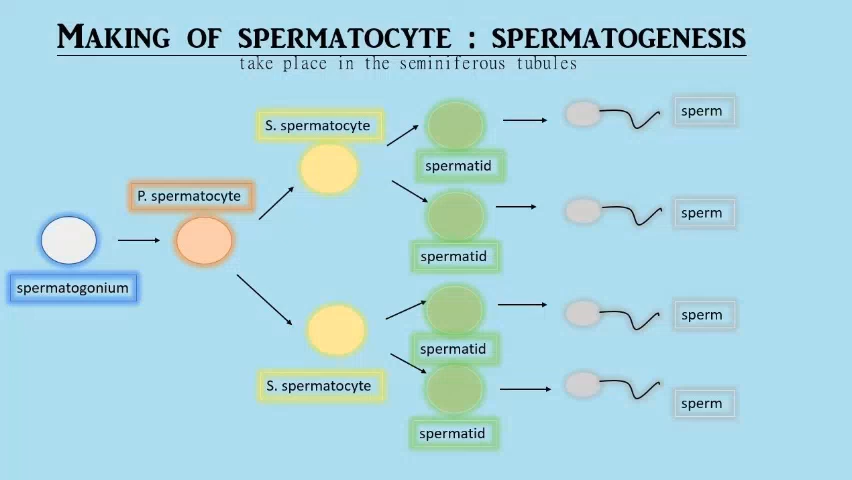 MAKING OF SPERMATOCYTE : SPERMATOGENESIS
take place in the seminiferous tubules
S. spermatocyte
sperm
spermatid
P. spermatocyte
sperm
spermatid
spermatogonium
sperm
spermatid
S. spermatocyte
sperm
spermatid